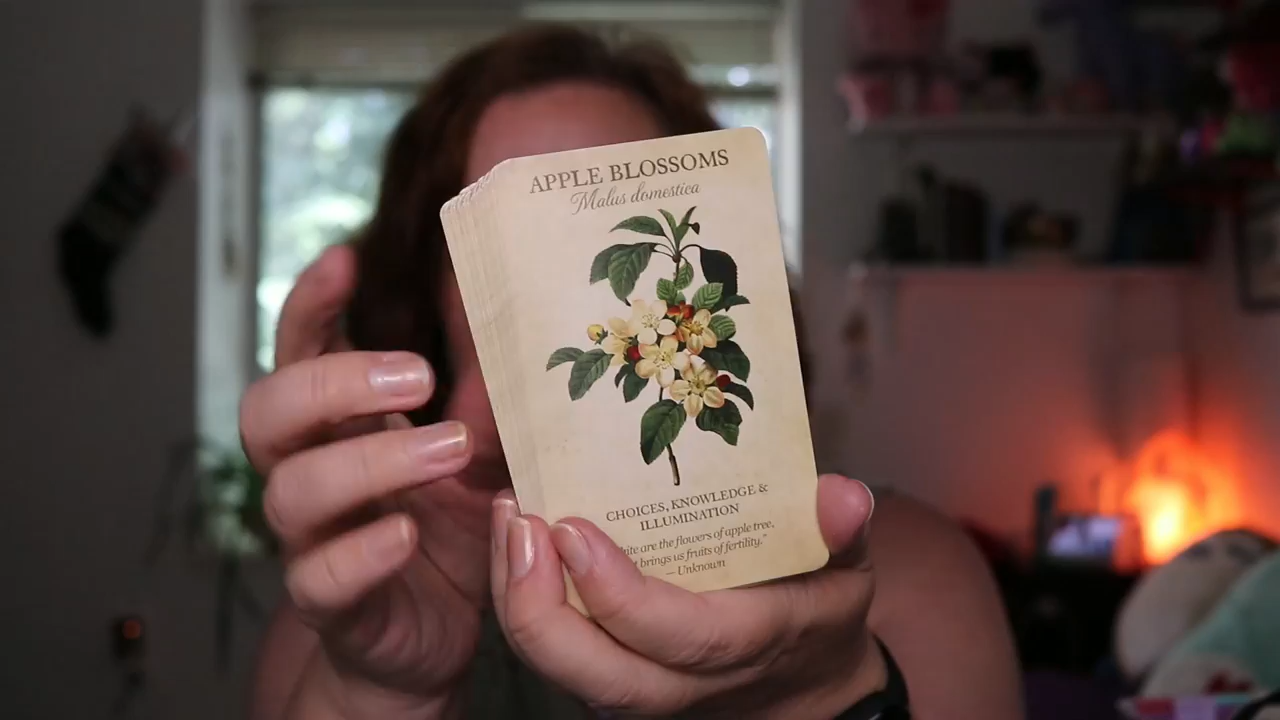 APPLE BLOSSOMS
Malus domestica
CHOICES, KNOWLEDGE &
ILLUMINATION
are the flowers of apple tree,
brings us fruits of fertility."
— Unknown